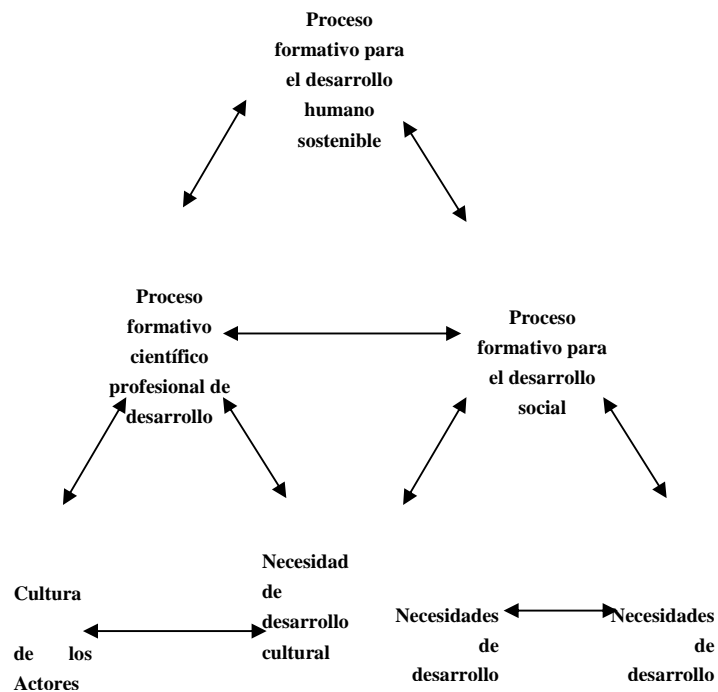 Proceso
formativo para
el desarrollo
humano
sostenible
Proceso
formativo
científico
profesional de
desarrollo
Proceso
formativo para
el desarrollo
social
Cultura
de los
Actores
Necesidad
de
desarrollo
cultural
Necesidades
de
desarrollo
Necesidades
de
desarrollo